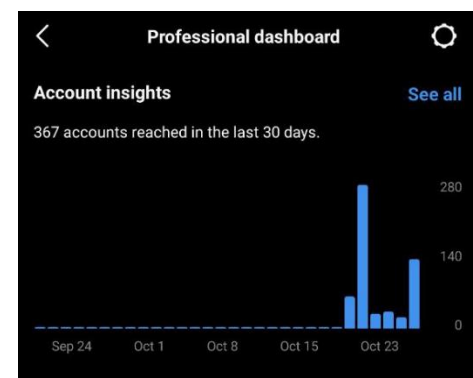 Professional dashboard
Account insights See all
367 accounts reached in the last 30 days.
280
140
0
Sep 24 Oct 1 Oct 8 Oct 15 Oct 23